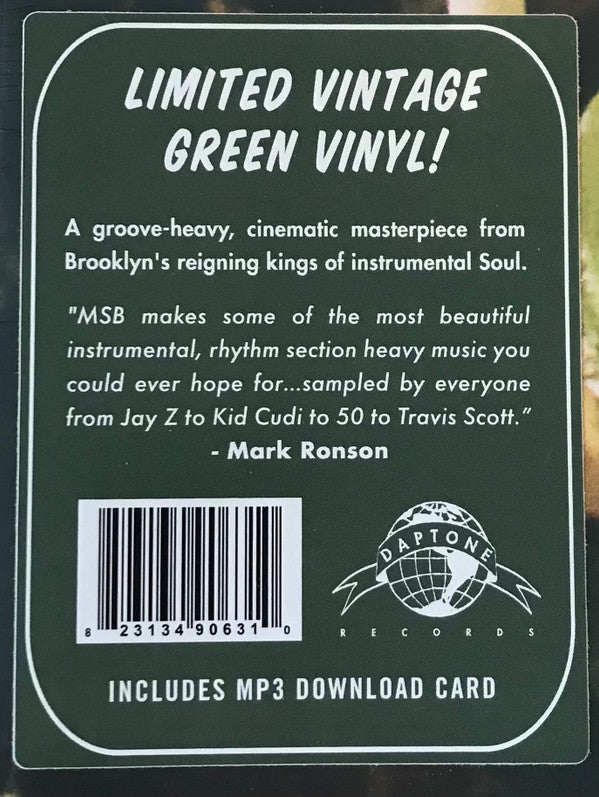 LIMITED VINTAGE
GREEN VINYL!
A groove-heavy, cinematic masterpiece from
Brooklyn's reigning kings of instrumental Soul.
"MSB makes some of the most beautiful
instrumental, rhythm section heavy music you
could ever hope for...sampled by everyone
from Jay Z to Kid Cudi to 50 to Travis Scott.”
- Mark Ronson
8 23134 90631 0
DAPTONE
RECORDS
INCLUDES MP3 DOWNLOAD CARD